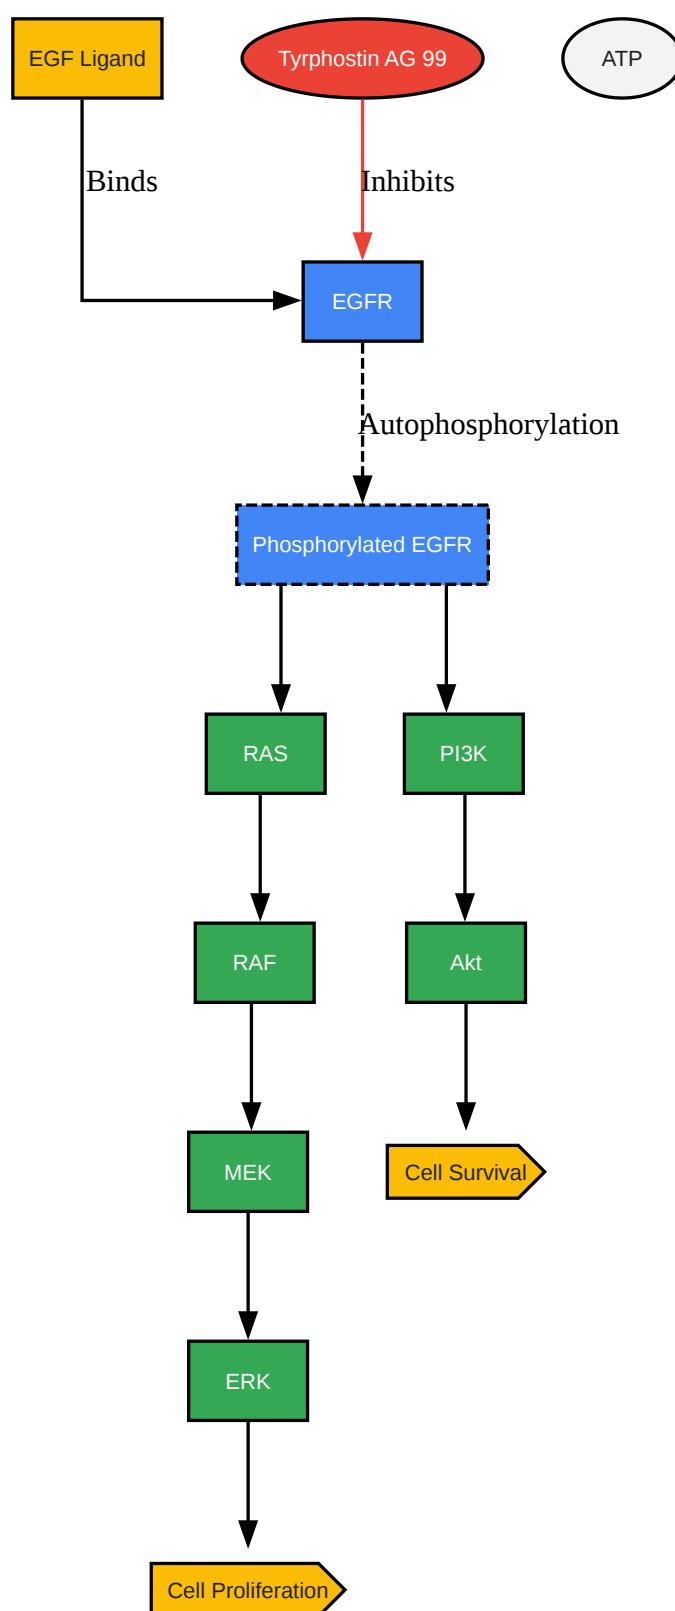 EGF Ligand
Tyrphostin AG 99
ATP
Binds
Inhibits
EGFR
Autophosphorylation
Phosphorylated EGFR
RAS
PI3K
RAF
Akt
MEK
Cell Survival
ERK
Cell Proliferation